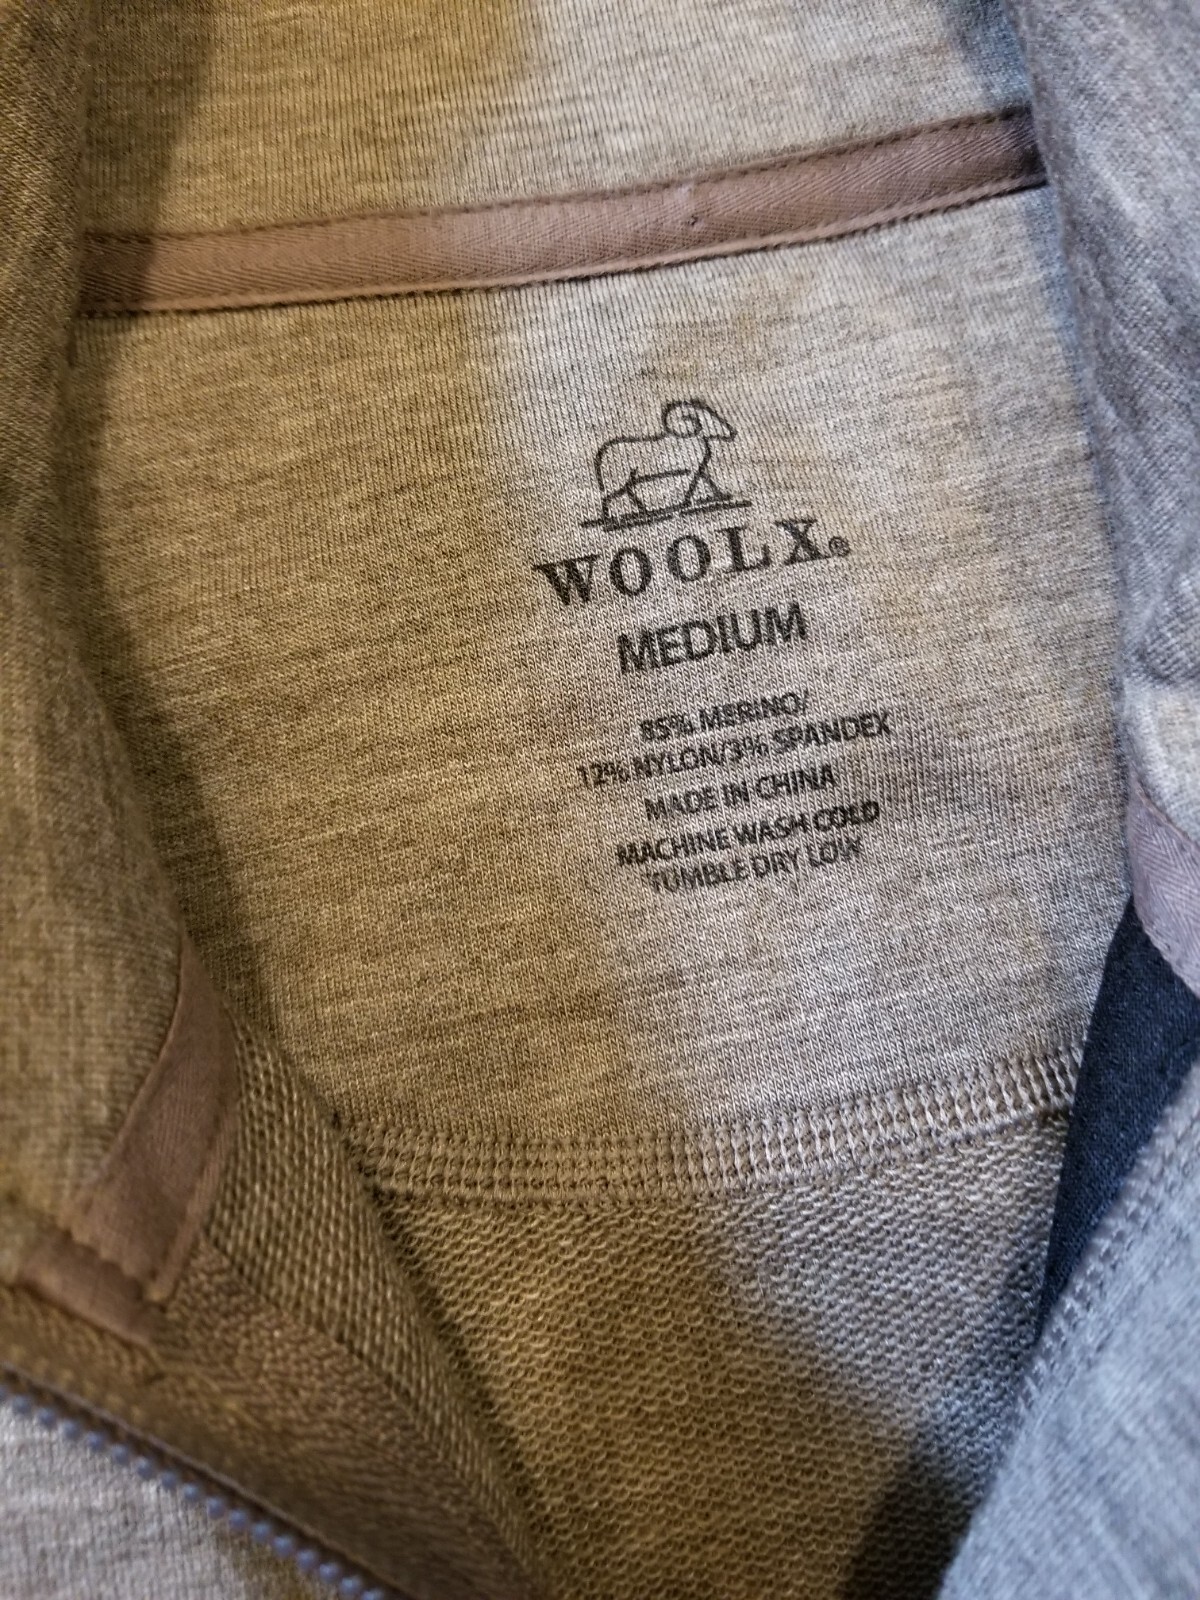 WOOLX®
MEDIUM
85% MERINO/
12% NYLON/3% SPANDEX
MADE IN CHINA
MACHINE WASH COLD
TUMBLE DRY LOW